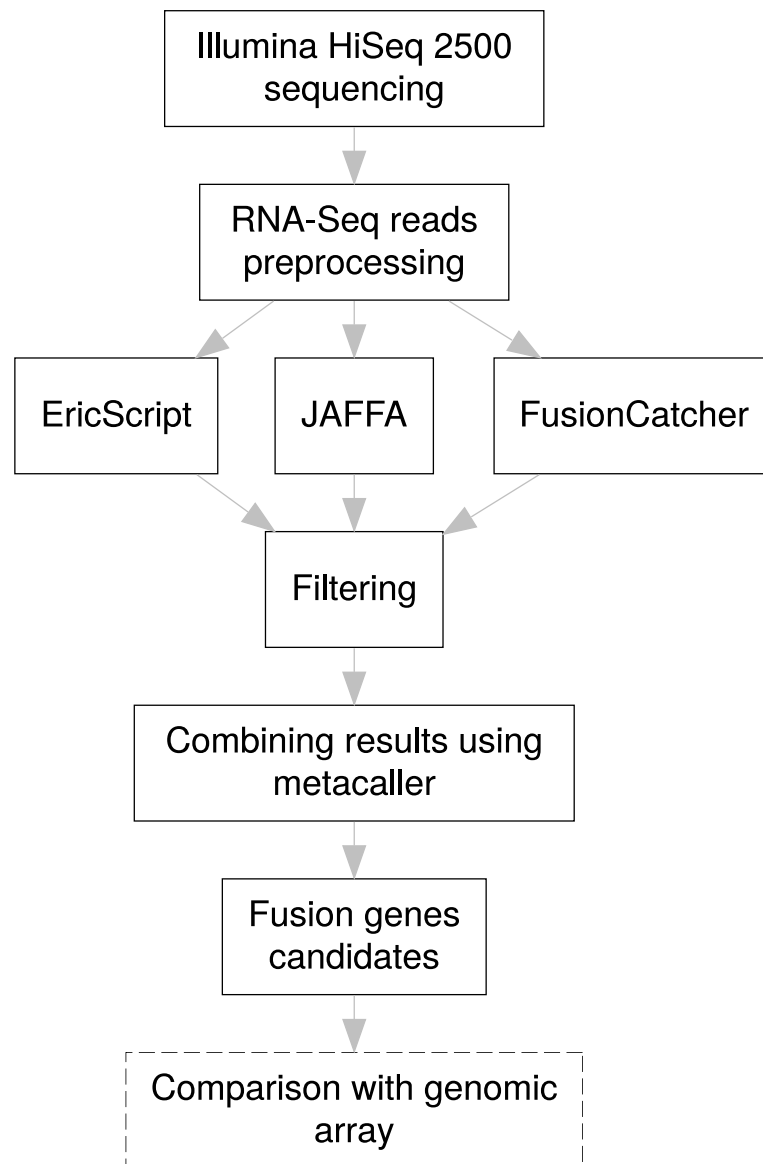 Illumina HiSeq 2500
sequencing
RNA-Seq reads
preprocessing
EricScript
JAFFA
FusionCatcher
Filtering
Combining results using
metacaller
Fusion genes
candidates
Comparison with genomic
array